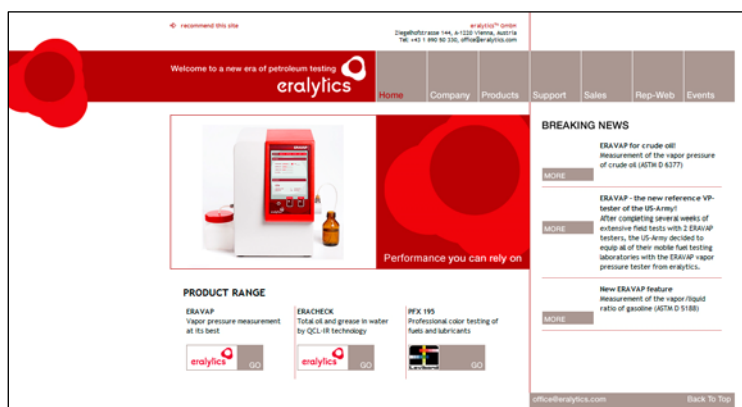 recommend this site
eralytics™ GmbH
Ziegelhofstrasse 144, A-1220 Vienna, Austria
Tel: +43 1 890 50 330, office@eralytics.com
Welcome to a new era of petroleum testing
eralytics
Home
Company
Products
Support
Sales
Rep-Web
Events
Performance you can rely on
BREAKING NEWS
ERAVAP for crude oil!
Measurement of the vapor pressure
of crude oil (ASTM D 6377)
MORE
ERAVAP - the new reference VP-
tester of the US-Army!
After completing several weeks of
extensive field tests with 2 ERAVAP
testers, the US-Army decided to
equip all of their mobile fuel testing
laboratories with the ERAVAP vapor
pressure tester from eralytics.
MORE
New ERAVAP feature
Measurement of the vapor/liquid
ratio of gasoline (ASTM D 5188)
MORE
PRODUCT RANGE
ERAVAP
Vapor pressure measurement
at its best
eralytics
GO
ERACHECK
Total oil and grease in water
by QCL-IR technology
eralytics
GO
PFX 195
Professional color testing of
fuels and lubricants
Lovibond
GO
office@eralytics.com
Back To Top